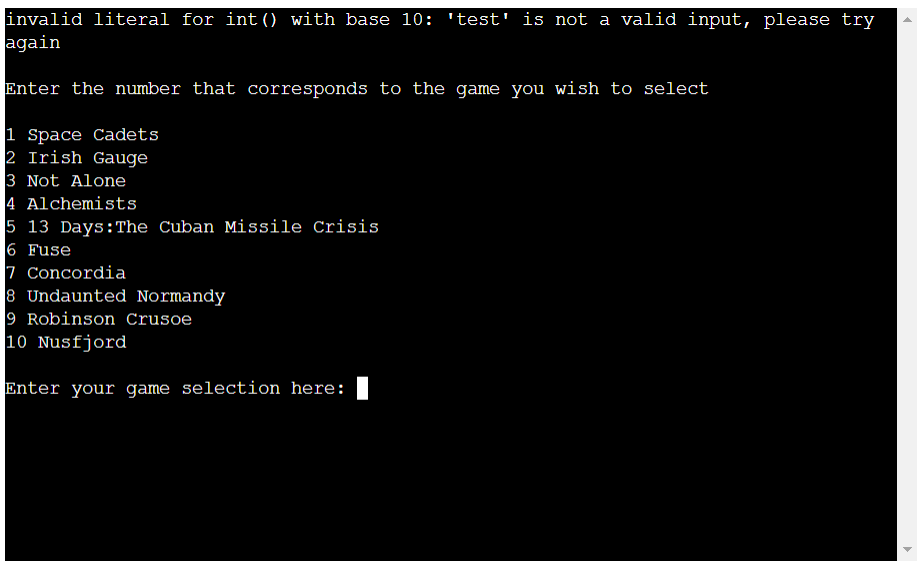 invalid literal for int() with base 10: 'test' is not a valid input, please try
again
Enter the number that corresponds to the game you wish to select
1 Space Cadets
2 Irish Gauge
3 Not Alone
4 Alchemists
5 13 Days:The Cuban Missile Crisis
6 Fuse
7 Concordia
8 Undaunted Normandy
9 Robinson Crusoe
10 Nusfjord
Enter your game selection here: